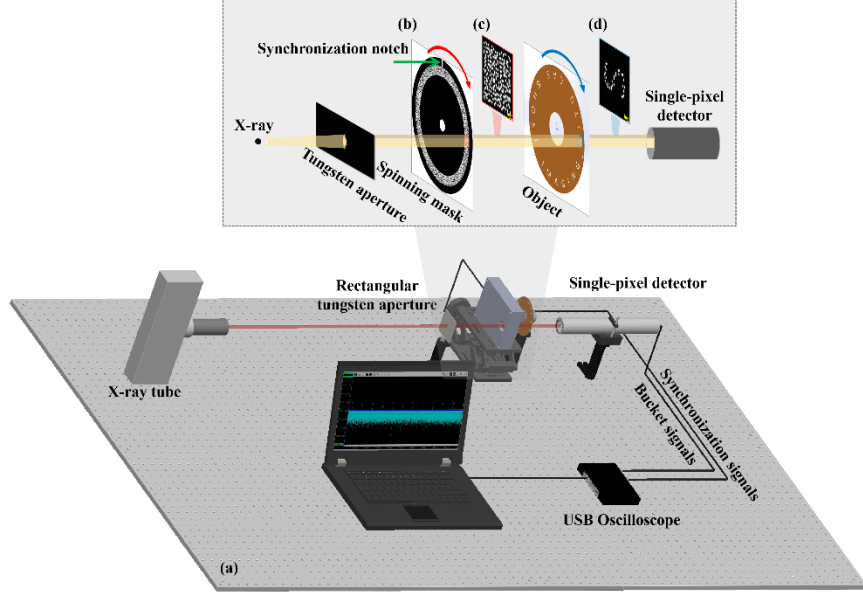 (b)
(c)
(d)
Synchronization notch
Single-pixel
detector
X-ray
Tungsten aperture
Spinning mask
Object
Rectangular
tungsten aperture
Single-pixel detector
X-ray tube
Synchronization signals
Bucket signals
USB Oscilloscope
(a)